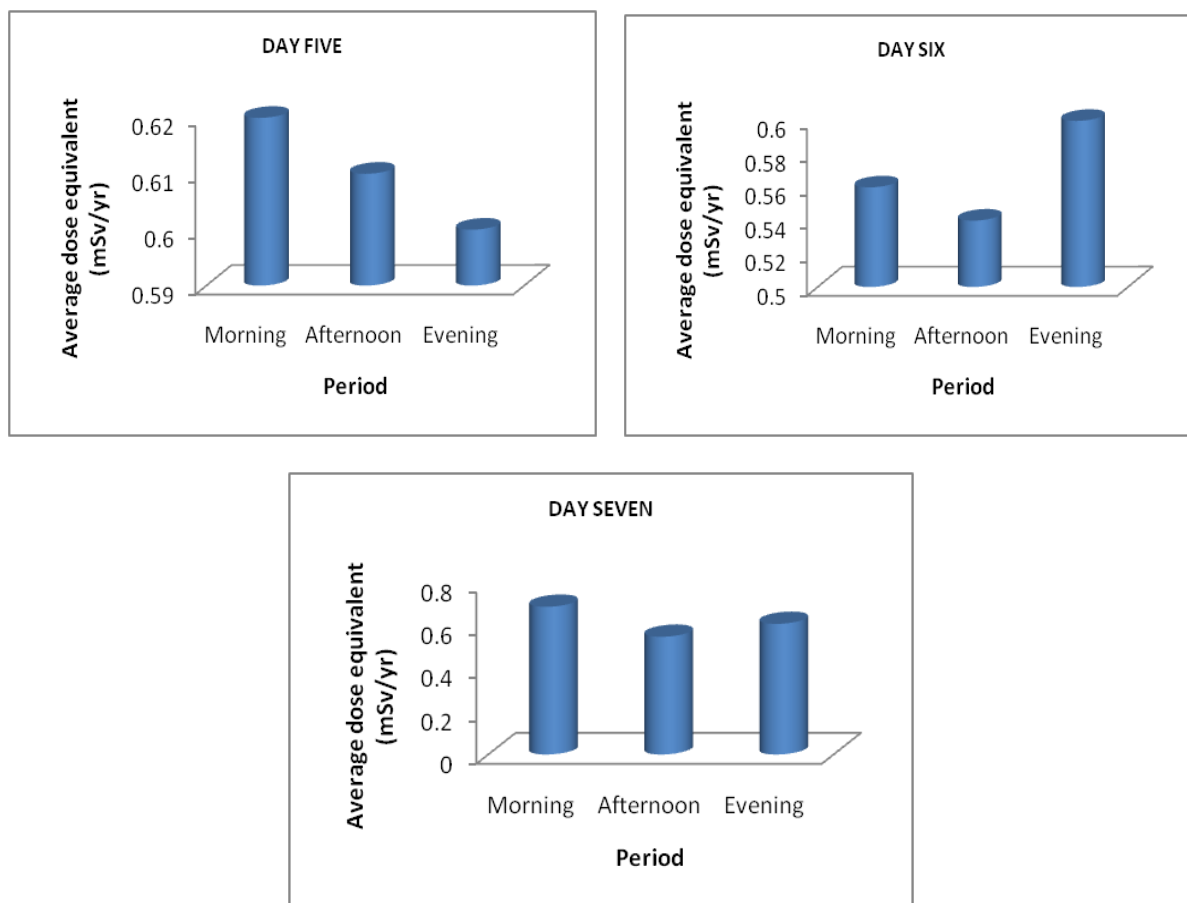 DAY FIVE
Average dose equivalent
(mSv/yr)
0.62
0.61
0.6
0.59
Morning Afternoon Evening
Period
DAY SIX
Average dose equivalent
(mSv/yr)
0.6
0.58
0.56
0.54
0.52
0.5
Morning Afternoon Evening
Period
DAY SEVEN
Average dose equivalent
(mSv/yr)
0.8
0.6
0.4
0.2
0
Morning Afternoon Evening
Period